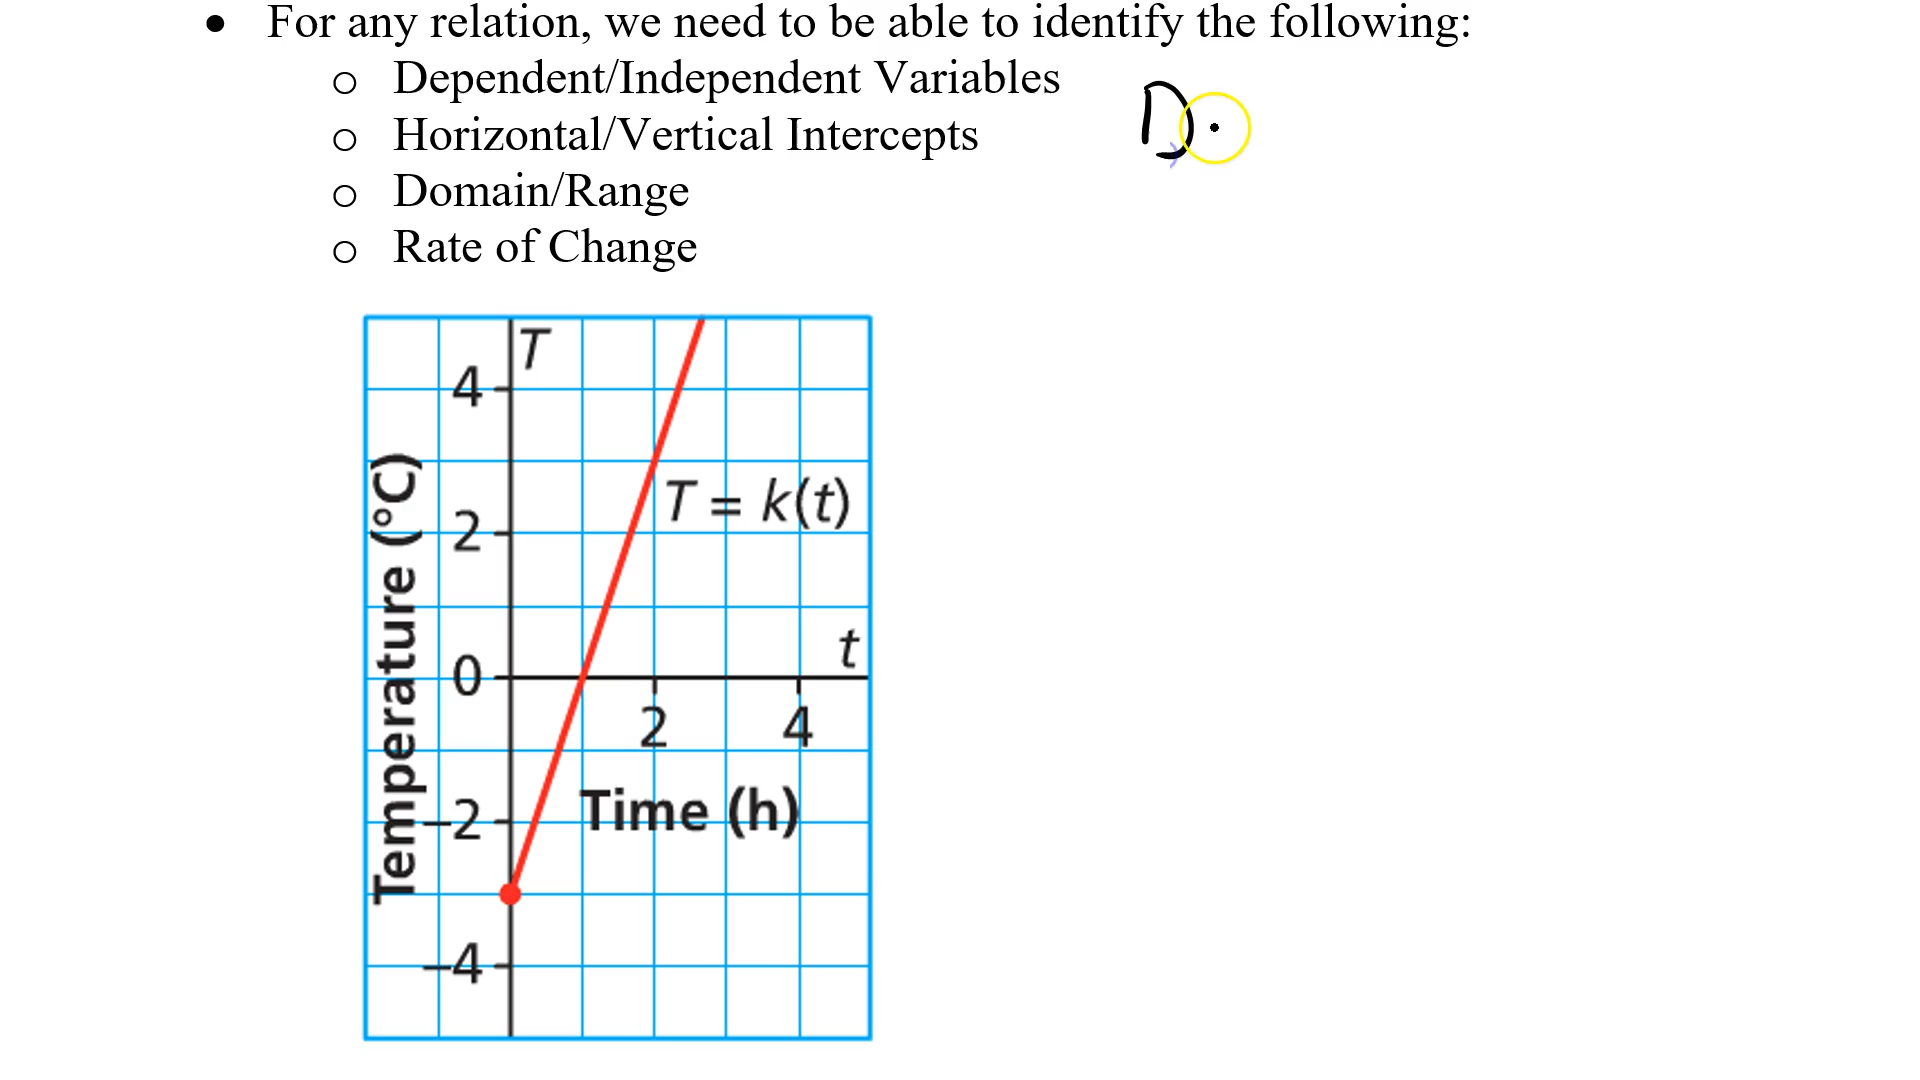 • For any relation, we need to be able to identify the following:
o Dependent/Independent Variables
o Horizontal/Vertical Intercepts
o Domain/Range
o Rate of Change
D
T
4
T = k(t)
2
t
0
2 4
Time (h)
–2
–4
Temperature (°C)